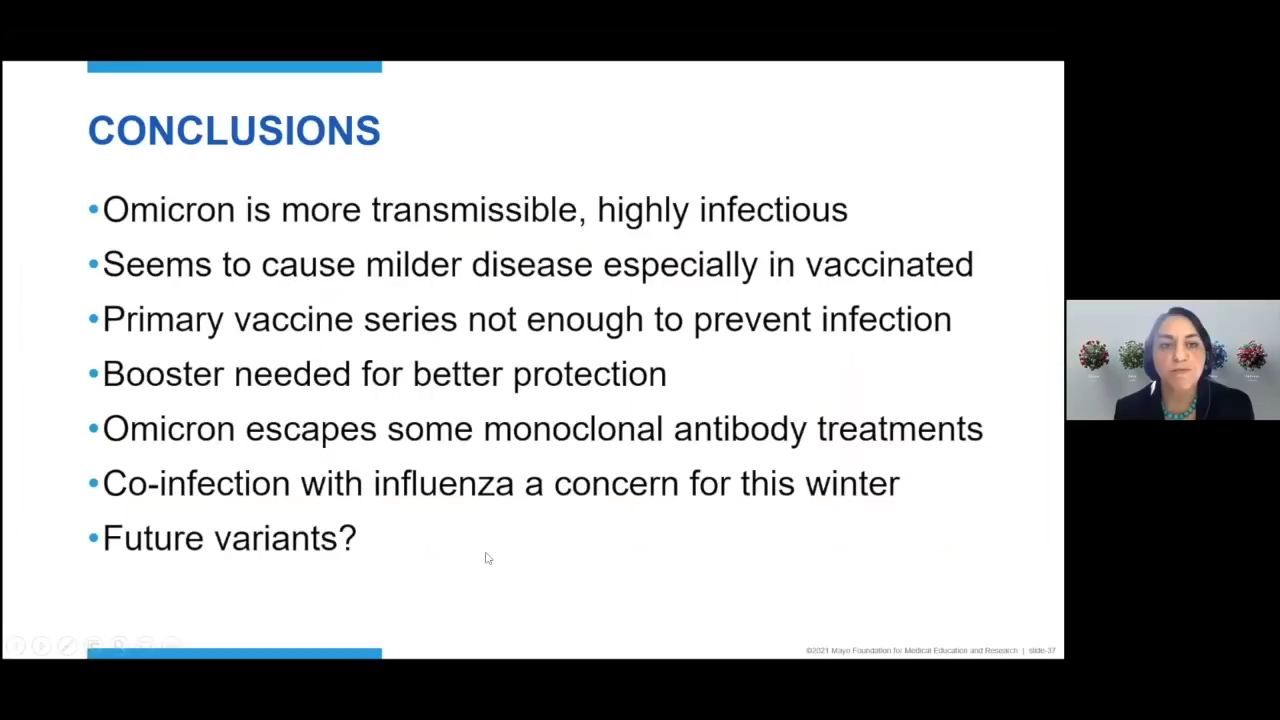 CONCLUSIONS
•Omicron is more transmissible, highly infectious
•Seems to cause milder disease especially in vaccinated
•Primary vaccine series not enough to prevent infection
•Booster needed for better protection
•Omicron escapes some monoclonal antibody treatments
•Co-infection with influenza a concern for this winter
•Future variants?
©2021 Mayo Foundation for Medical Education and Research | slide-37